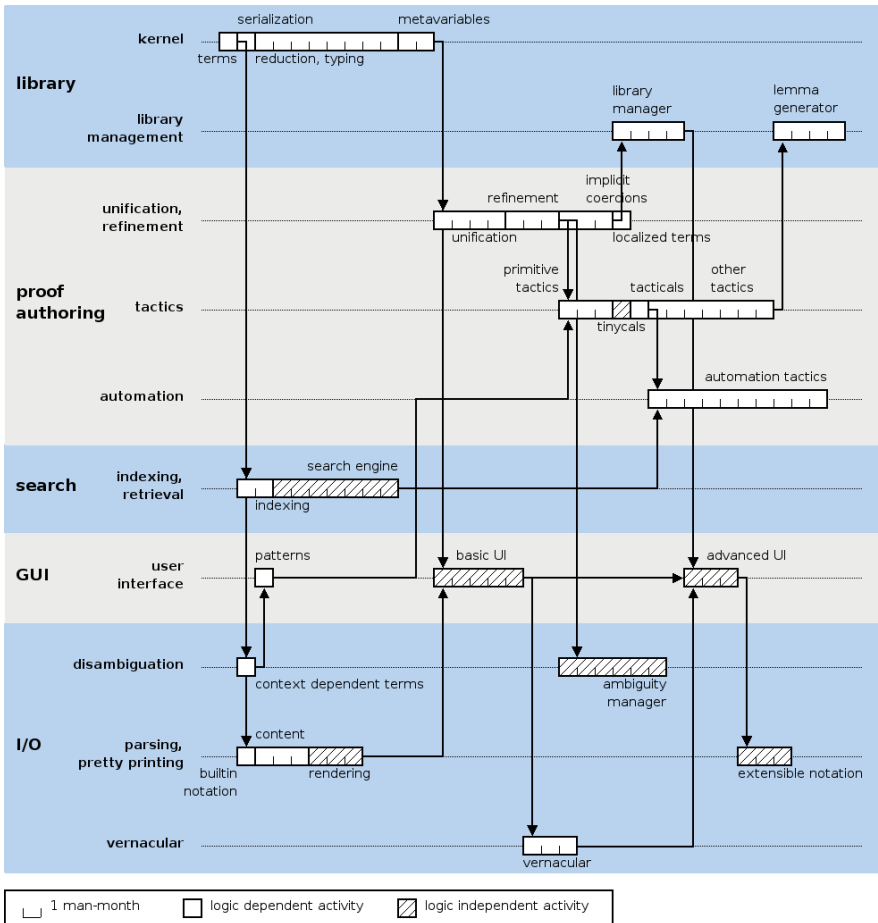 serialization
metavariables
kernel
terms
reduction, typing
library
library
manager
lemma
generator
library
management
implicit
coercions
refinement
unification,
refinement
unification
localized terms
primitive
tactics
tacticals
other
tactics
proof
authoring
tactics
tinycals
automation tactics
automation
search engine
search
indexing,
retrieval
indexing
patterns
basic UI
advanced UI
GUI
user
interface
disambiguation
context dependent terms
ambiguity
manager
content
I/O
parsing,
pretty printing
builtin
notation
rendering
extensible notation
vernacular
vernacular
1 man-month
logic dependent activity
logic independent activity